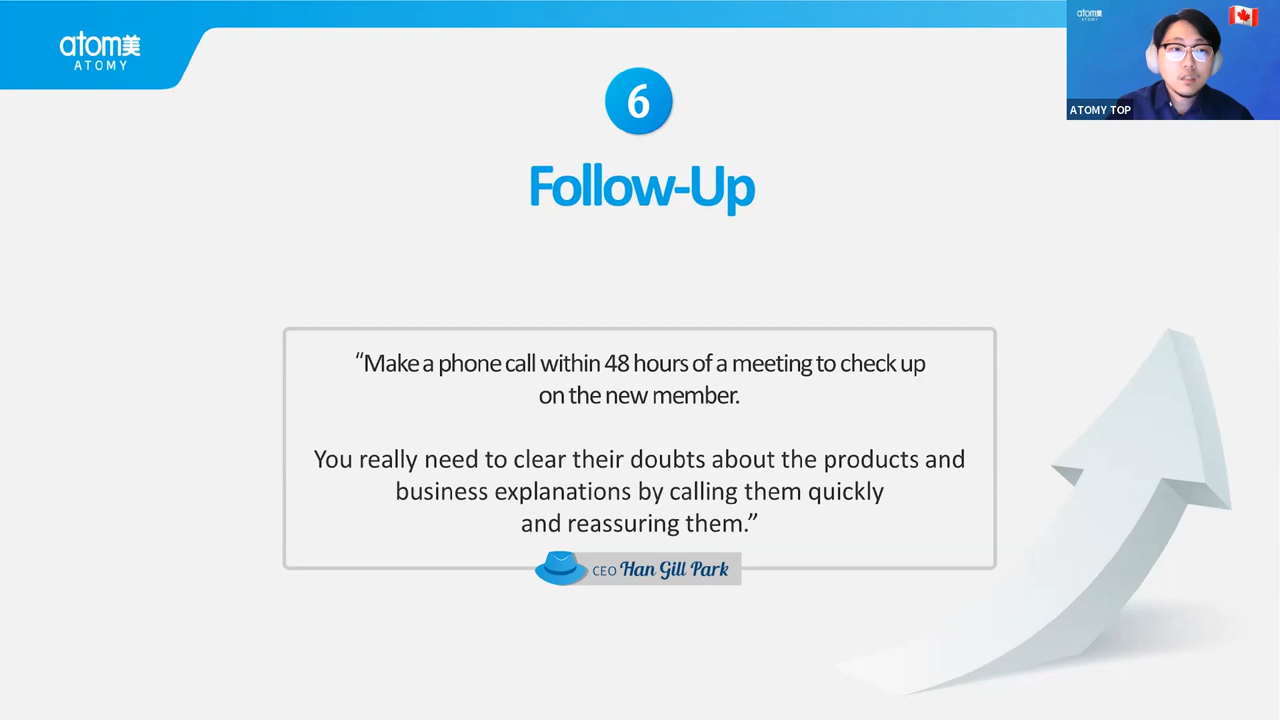 atom美
ATOMY
6
Follow-Up
“Make a phone call within 48 hours of a meeting to check up
on the new member.
You really need to clear their doubts about the products and
business explanations by calling them quickly
and reassuring them.”
CEO Han Gill Park
atom美
ATOMY TOP